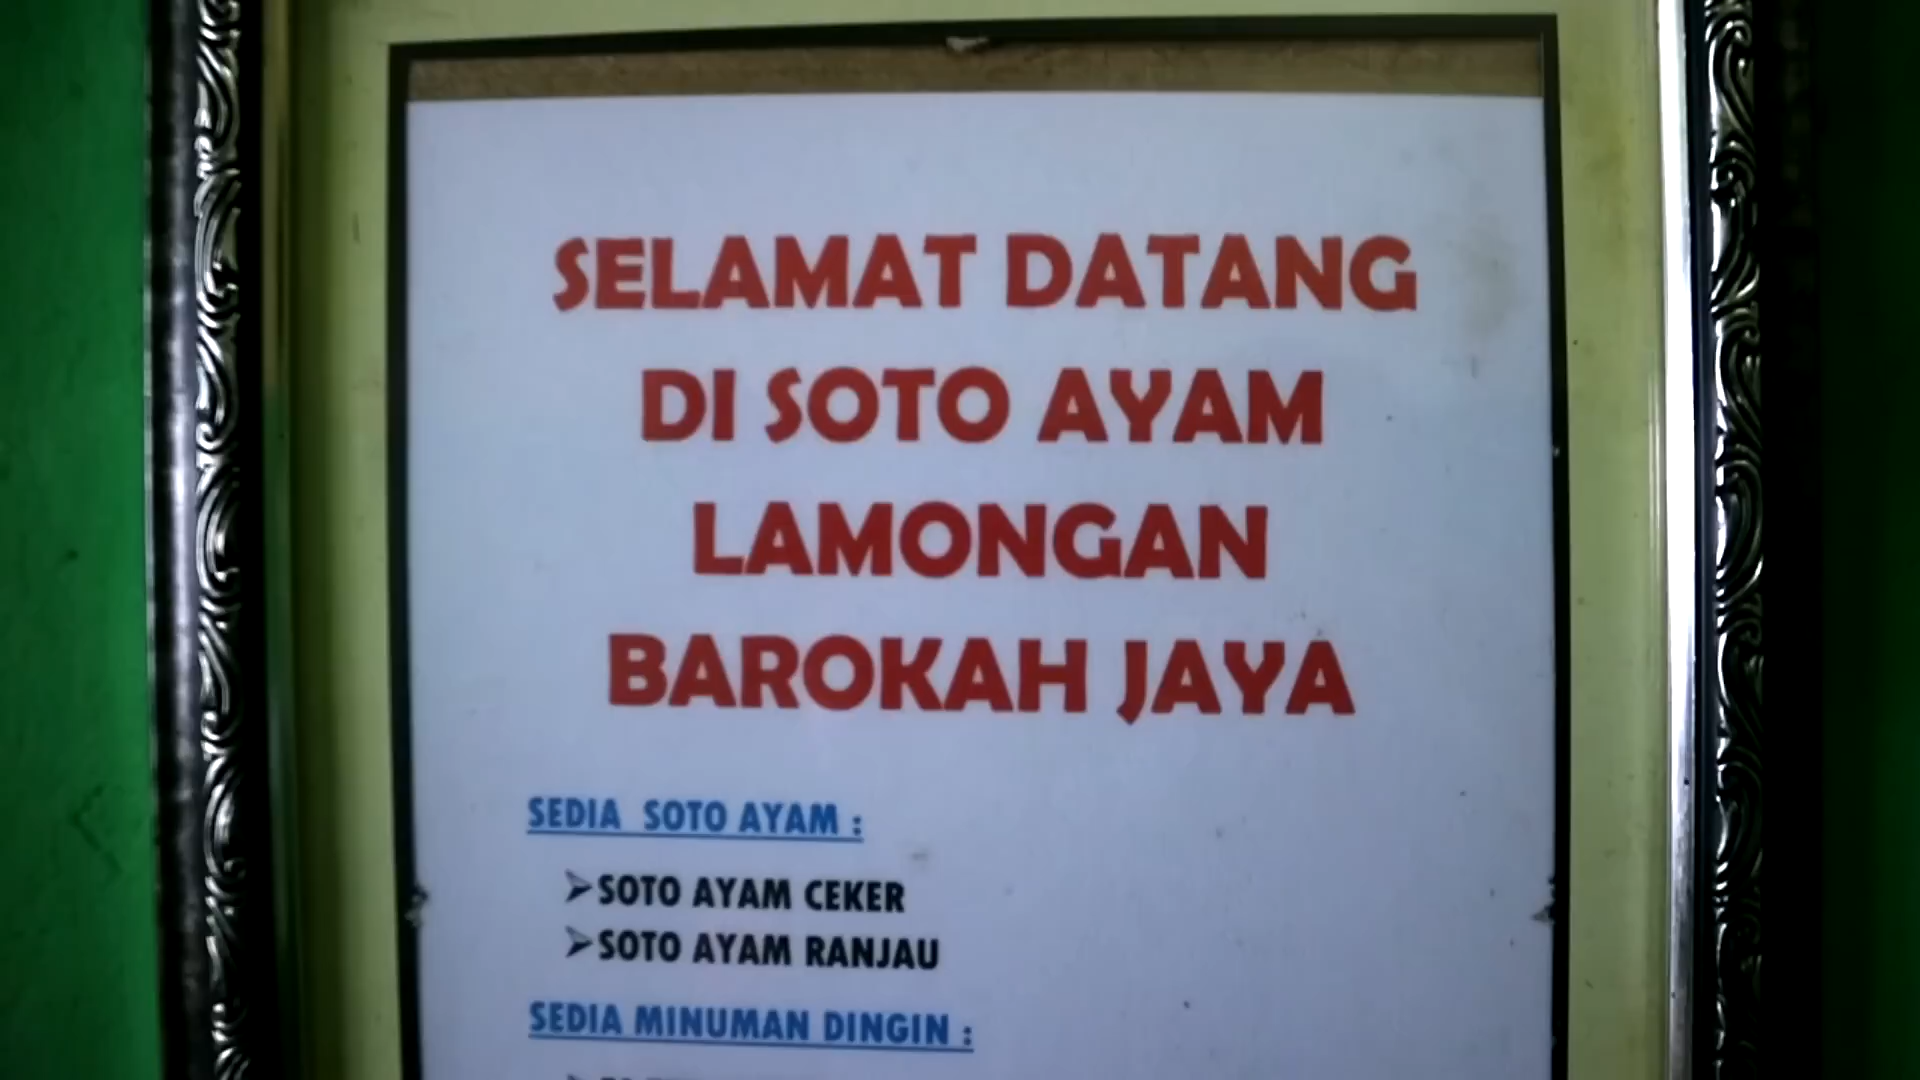 SELAMAT DATANG
DI SOTO AYAM
LAMONGAN
BAROKAH JAYA
SEDIA SOTO AYAM :
➢SOTO AYAM CEKER
➢SOTO AYAM RANJAU
SEDIA MINUMAN DINGIN :